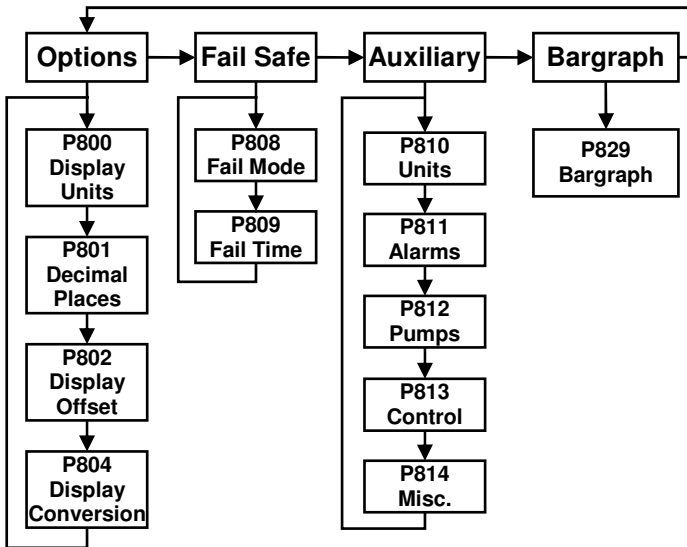 Options
Fail Safe
Auxiliary
Bargraph
P800
Display
Units
P801
Decimal
Places
P802
Display
Offset
P804
Display
Conversion
P808
Fail Mode
P809
Fail Time
P810
Units
P811
Alarms
P812
Pumps
P813
Control
P814
Misc.
P829
Bargraph